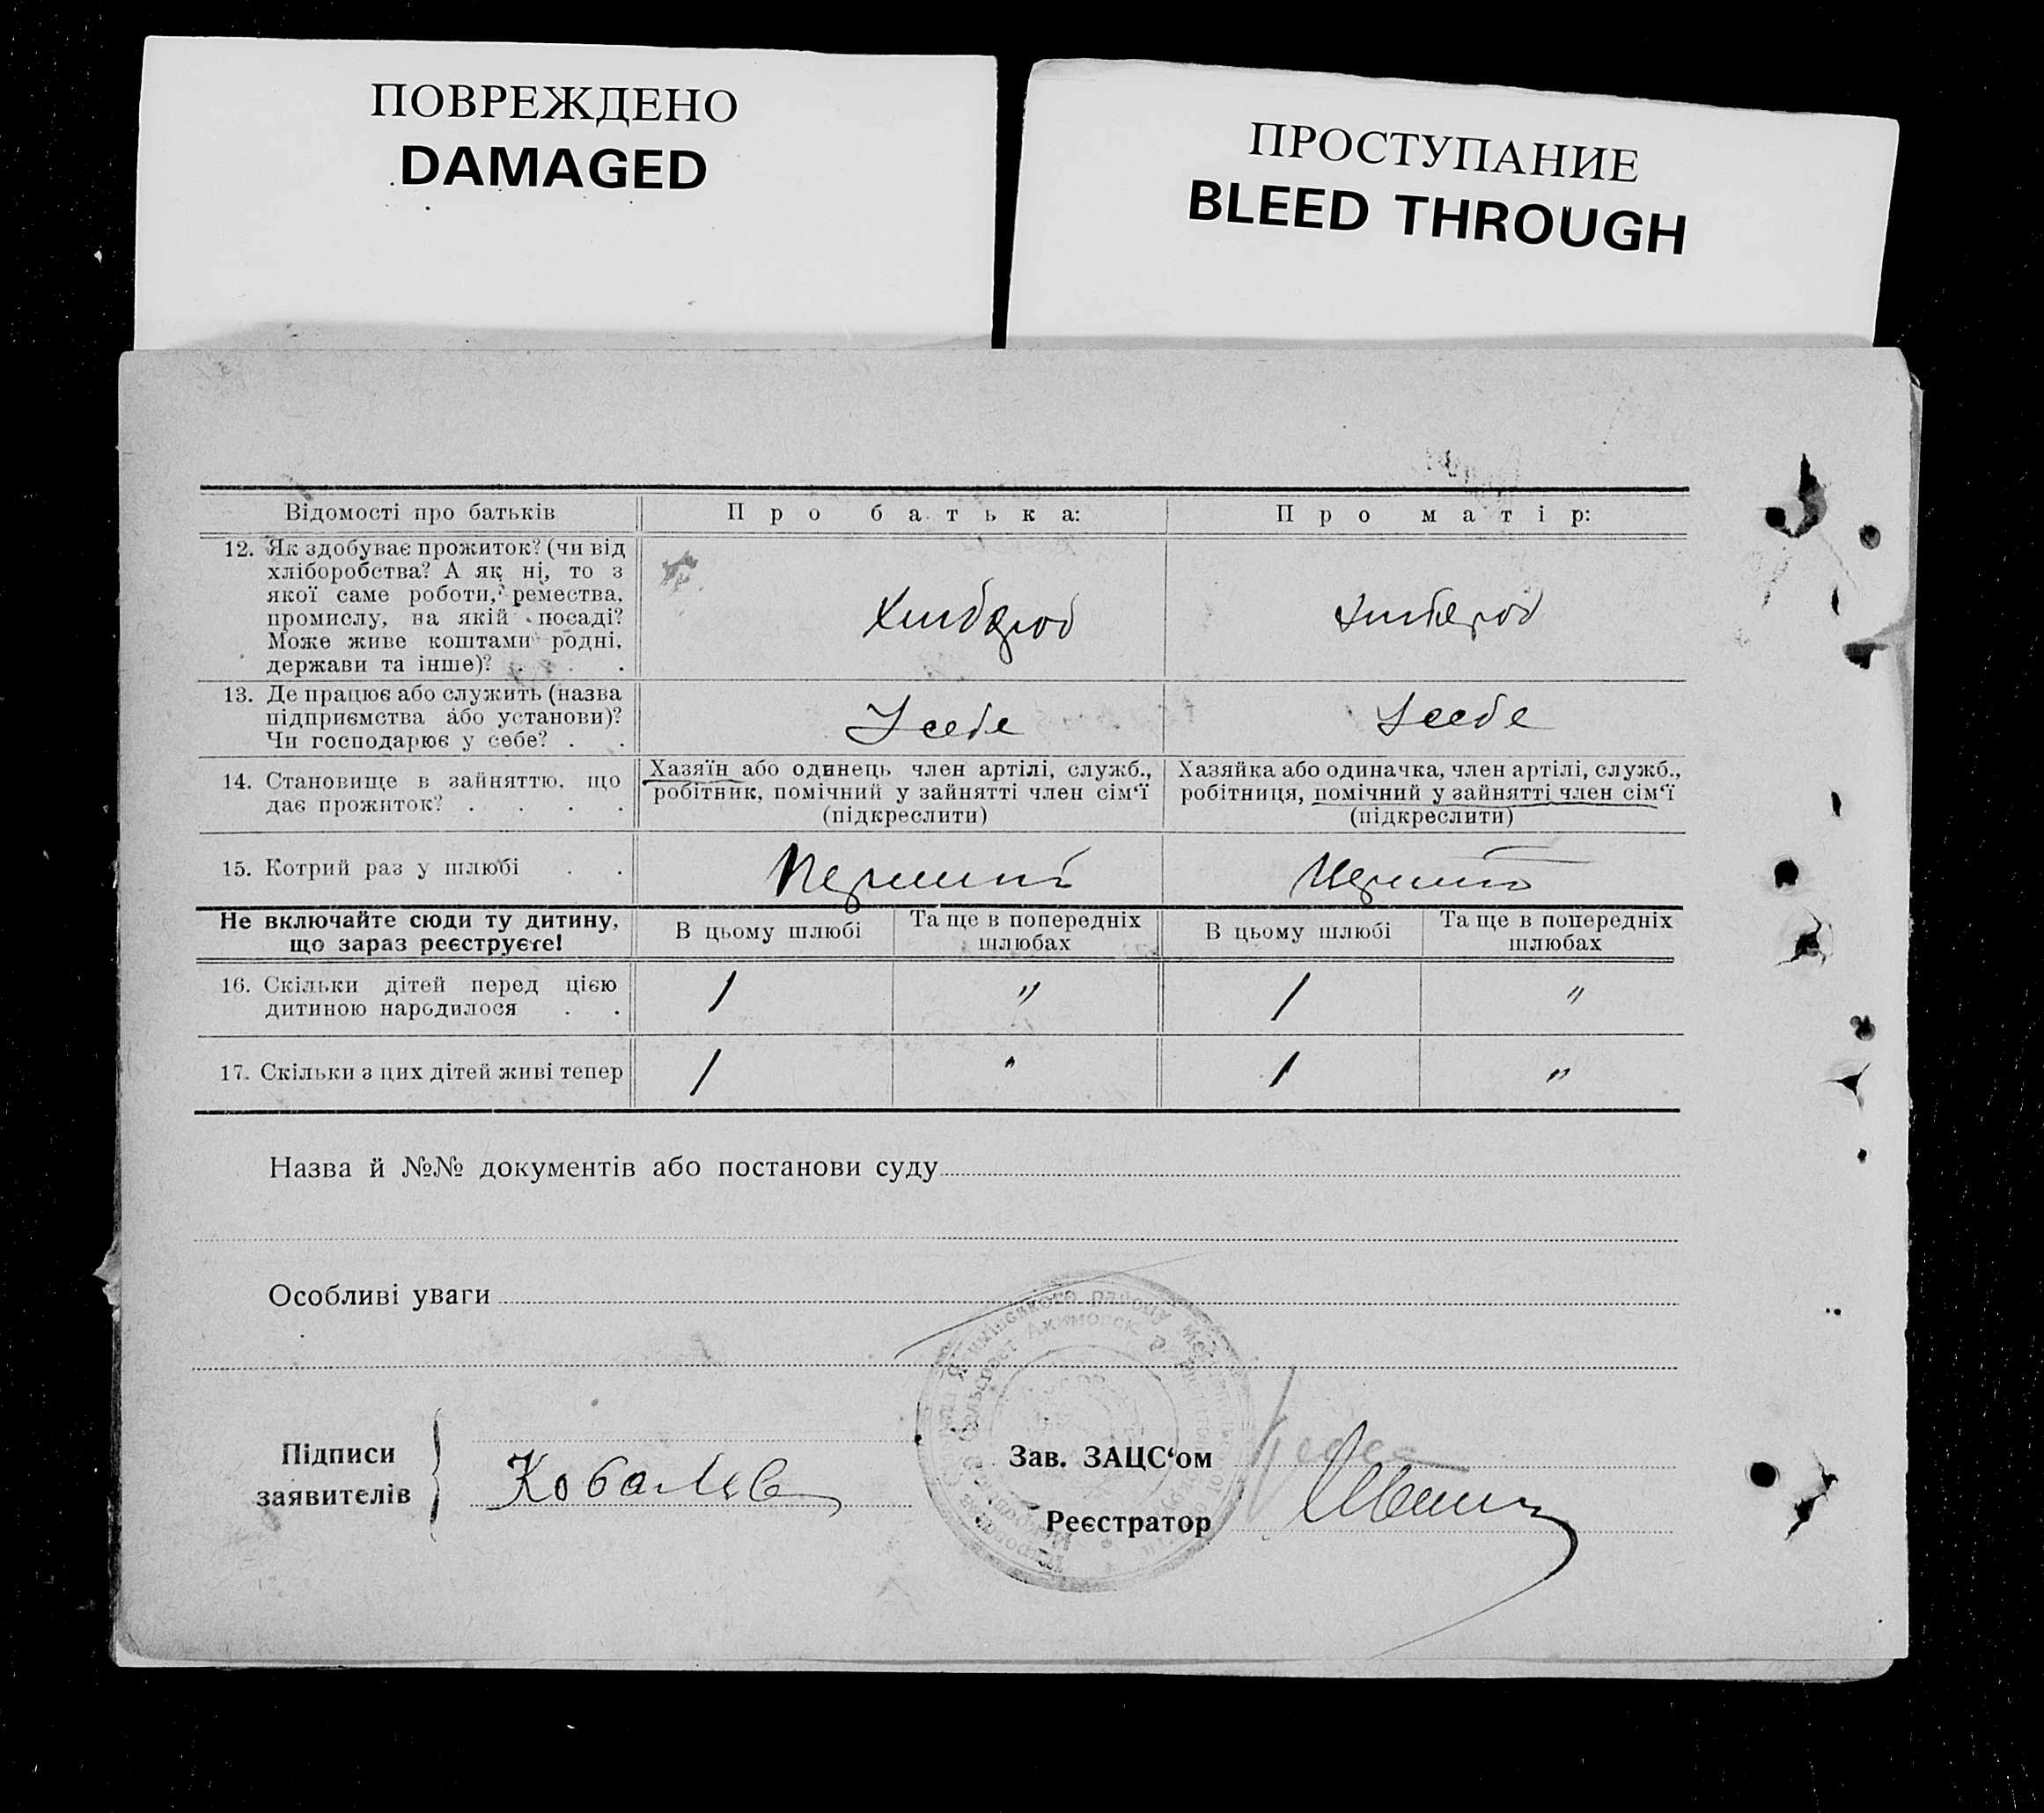 ПОВРЕЖДЕНО
DAMAGED
ПРОСТУПАНИЕ
BLEED THROUGH
Відомості про батьків
Про батька:
Про матір:
12. Як здобуває прожиток? (чи від
хліборобства? А як ні, то з
якої саме роботи, ремества,
промислу, на якій посаді?
Може живе коштами родні,
держави та інше)? . . .
Хлібороб
Хлібороб
13. Де працює або служить (назва
підприємства або установи)?
Чи господарює у себе? . .
У себе
У себе
14. Становище в зайняттю, що
дає прожиток? . . . .
Хазяїн або одинець член артілі, служб.,
робітник, помічний у зайнятті член сім‘ї
(підкреслити)
Хазяйка або одиначка, член артілі, служб.,
робітниця, помічний у зайнятті член сім‘ї
(підкреслити)
15. Котрий раз у шлюбі . .
Перший
Перший
Не включайте сюди ту дитину,
що зараз реєструєте!
В цьому шлюбі
Та ще в попередніх
шлюбах
В цьому шлюбі
Та ще в попередніх
шлюбах
16. Скільки дітей перед цією
дитиною народилося . .
1
"
1
"
17. Скільки з цих дітей живі тепер
1
"
1
"
Назва й №№ документів або постанови суду
Особливі уваги
Підписи
заявителів
Ковалев
Зав. ЗАЦС‘ом
Реєстратор